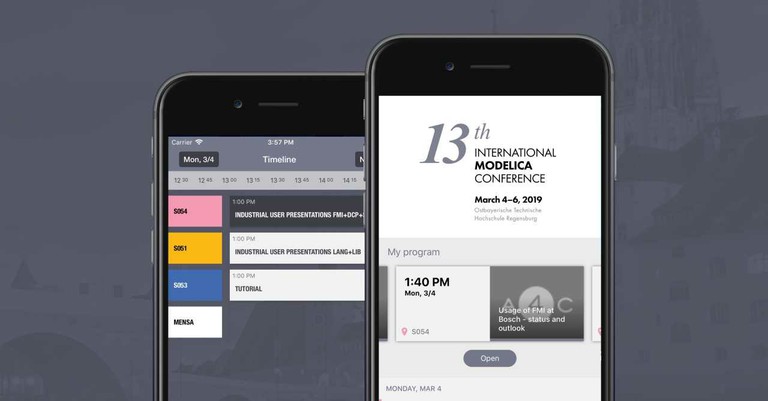 Carrier
3:57 PM
Mon, 3/4
Timeline
N
12 30
12 45
13 00
13 15
13 30
13 45
14 00
14 15
S054
1:00 PM
INDUSTRIAL USER PRESENTATIONS FMI+DCP+
S051
1:00 PM
INDUSTRIAL USER PRESENTATIONS LANG+LIB
S053
1:00 PM
TUTORIAL
MENSA
13th
INTERNATIONAL
MODELICA
CONFERENCE
March 4–6, 2019
Ostbayerische Technische
Hochschule Regensburg
My program
1:40 PM
Mon, 3/4
S054
A 4 C
Usage of FMI at
Bosch - status and
outlook
Open
MONDAY, MAR 4